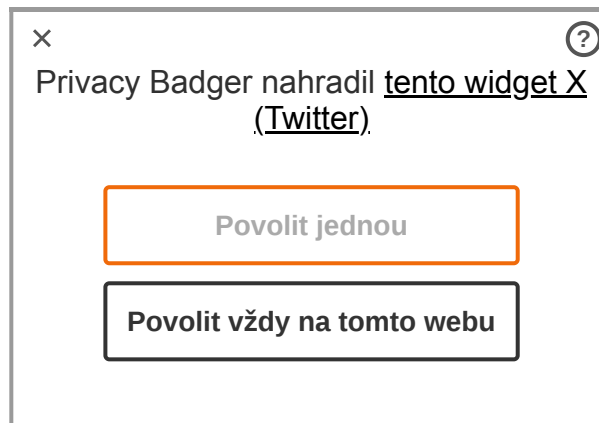 ×
?
Privacy Badger nahradil tento widget X
(Twitter)
Povolit jednou
Povolit vždy na tomto webu